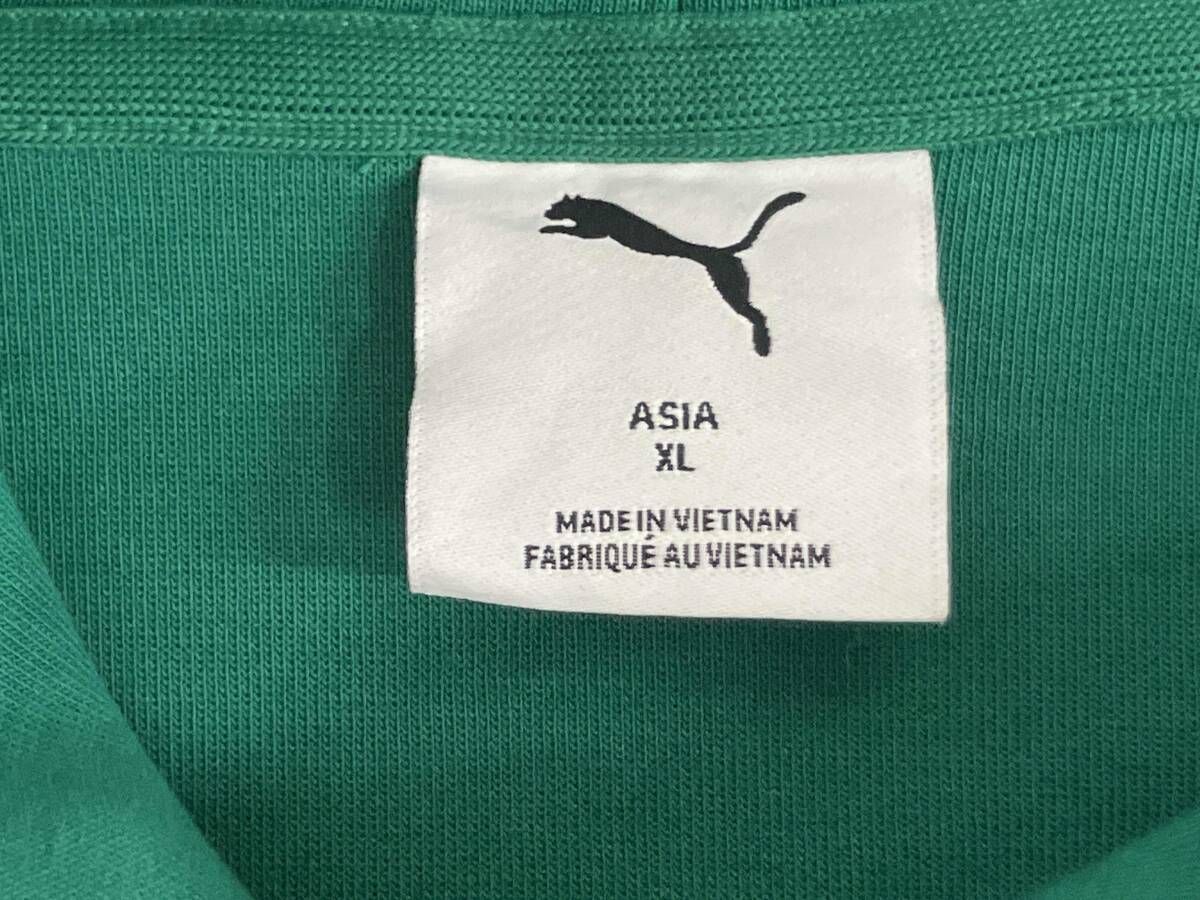 ASIA
XL
MADE IN VIETNAM
FABRIQUÉ AU VIETNAM